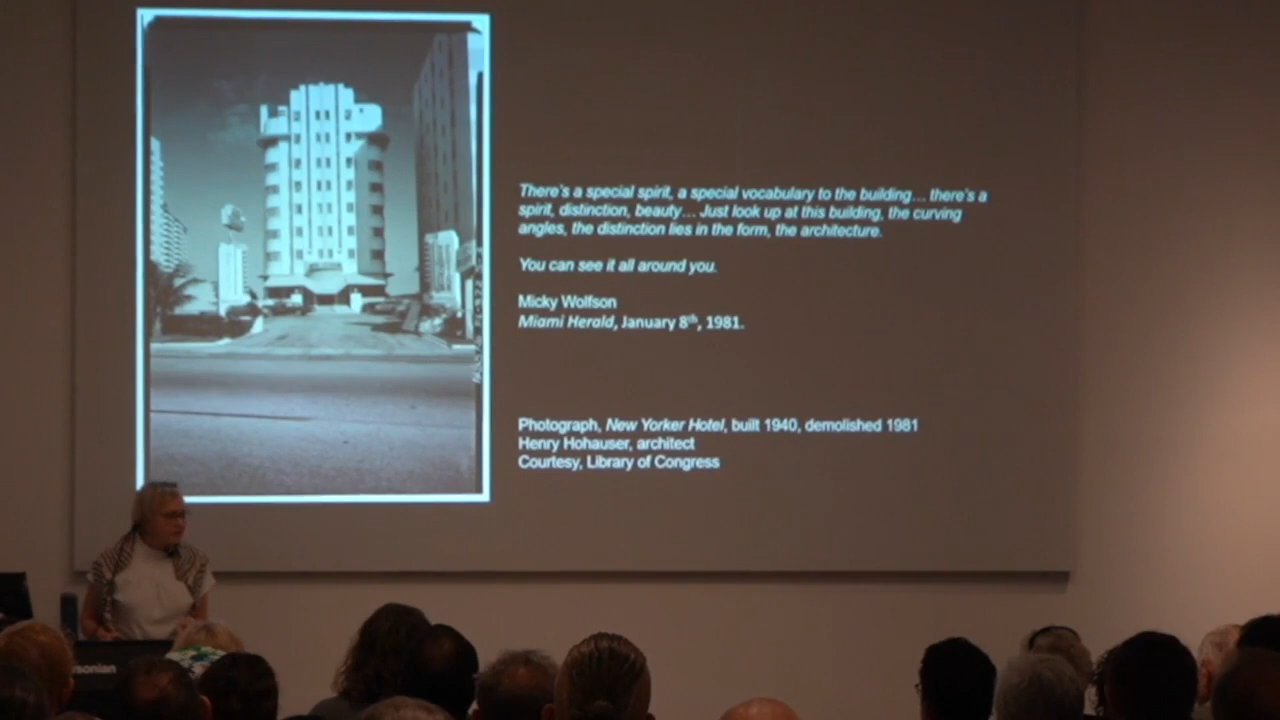 There's a special spirit, a special vocabulary to the building... there's a
spirit, distinction, beauty... Just look up at this building, the curving
angles, the distinction lies in the form, the architecture.
You can see it all around you.
Micky Wolfson
Miami Herald, January 8th, 1981.
Photograph, New Yorker Hotel, built 1940, demolished 1981
Henry Hohauser, architect
Courtesy, Library of Congress
rsonian